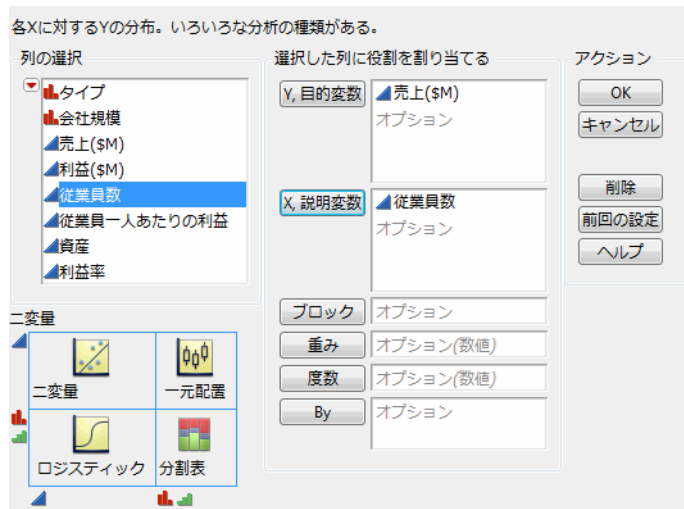 各Xに対するYの分布。いろいろな分析の種類がある。
列の選択
タイプ
会社規模
売上($M)
利益($M)
従業員数
従業員一人あたりの利益
資産
利益率
選択した列に役割を割り当てる
Y, 目的変数
売上($M)
オプション
X, 説明変数
従業員数
オプション
ブロック
オプション
重み
オプション(数値)
度数
オプション(数値)
By
オプション
アクション
OK
キャンセル
削除
前回の設定
ヘルプ
二変量
二変量
一元配置
ロジスティック
分割表